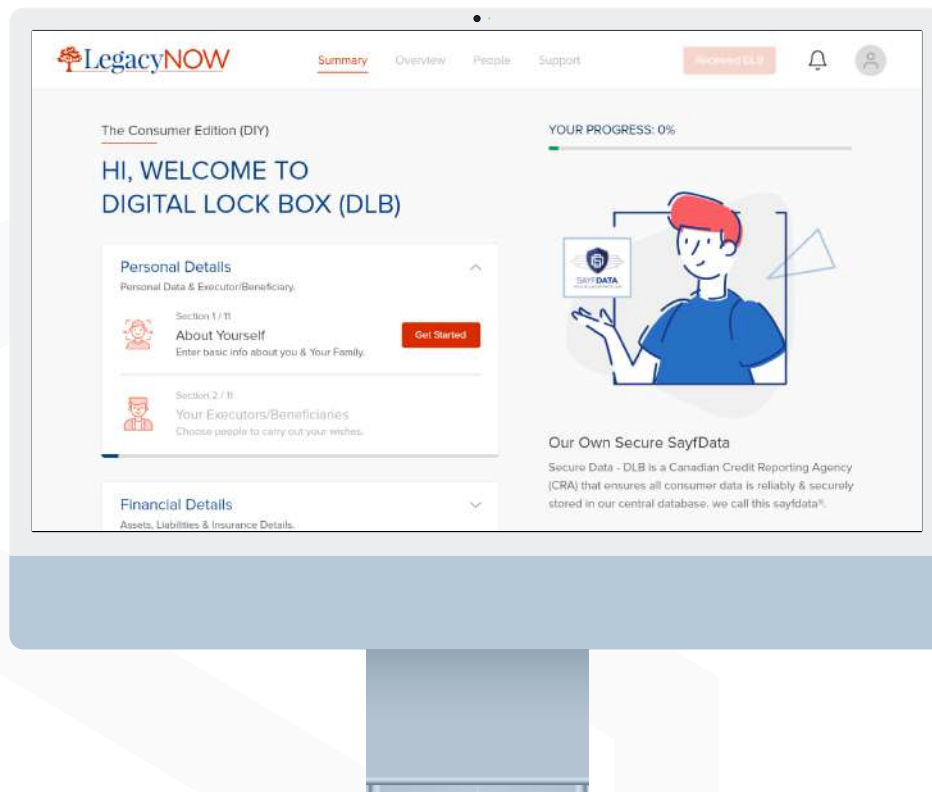 LegacyNOW
Summary Overview People Support Received DLB
The Consumer Edition (DIY)
HI, WELCOME TO
DIGITAL LOCK BOX (DLB)
Personal Details
Personal Data & Executor/Beneficiary.
Section 1 / 11
About Yourself
Enter basic info about you & Your Family.
Get Started
Section 2 / 11
Your Executors/Beneficiaries
Choose people to carry out your wishes.
Financial Details
Assets, Liabilities & Insurance Details.
YOUR PROGRESS: 0%
SAYFDATA
Our Own Secure SayfData
Secure Data - DLB is a Canadian Credit Reporting Agency
(CRA) that ensures all consumer data is reliably & securely
stored in our central database. we call this sayfdata®.